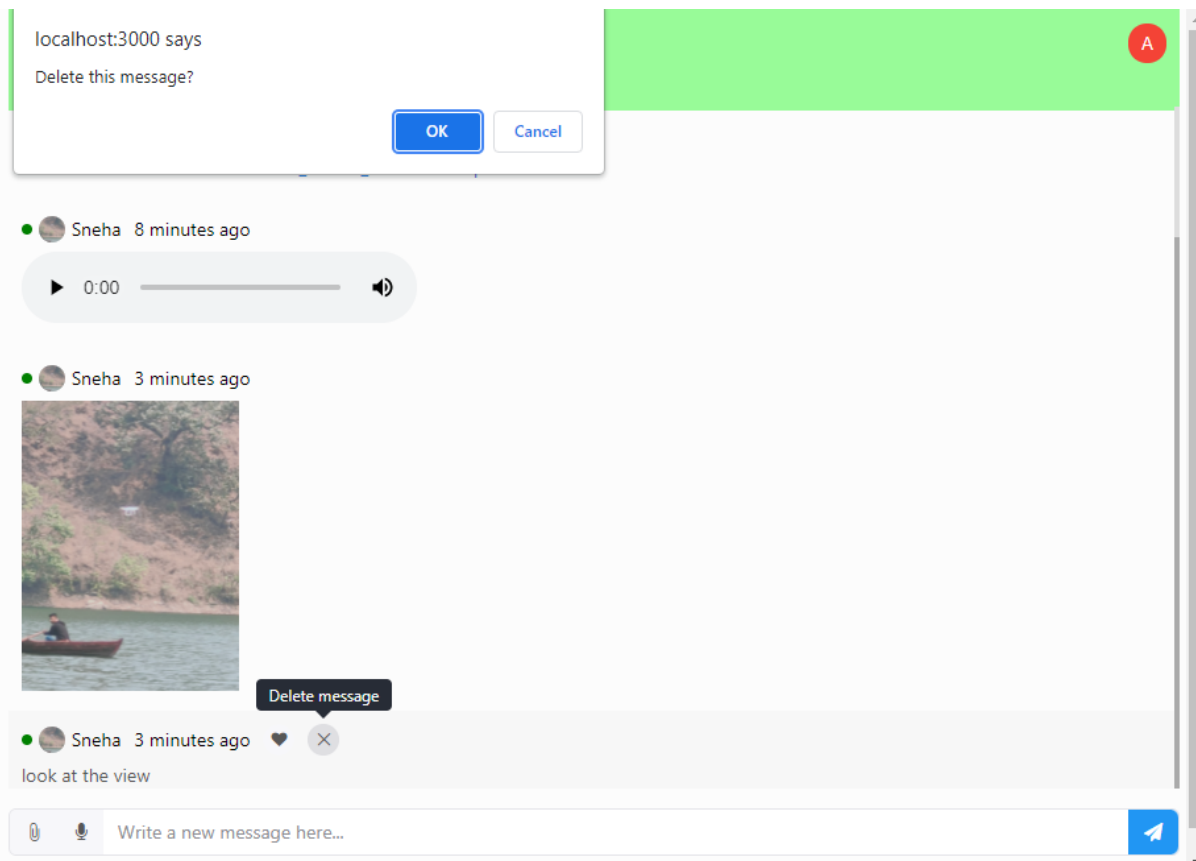 localhost:3000 says
Delete this message?
OK Cancel
A
Sneha 8 minutes ago
0:00
Sneha 3 minutes ago
Delete message
Sneha 3 minutes ago
look at the view
Write a new message here...